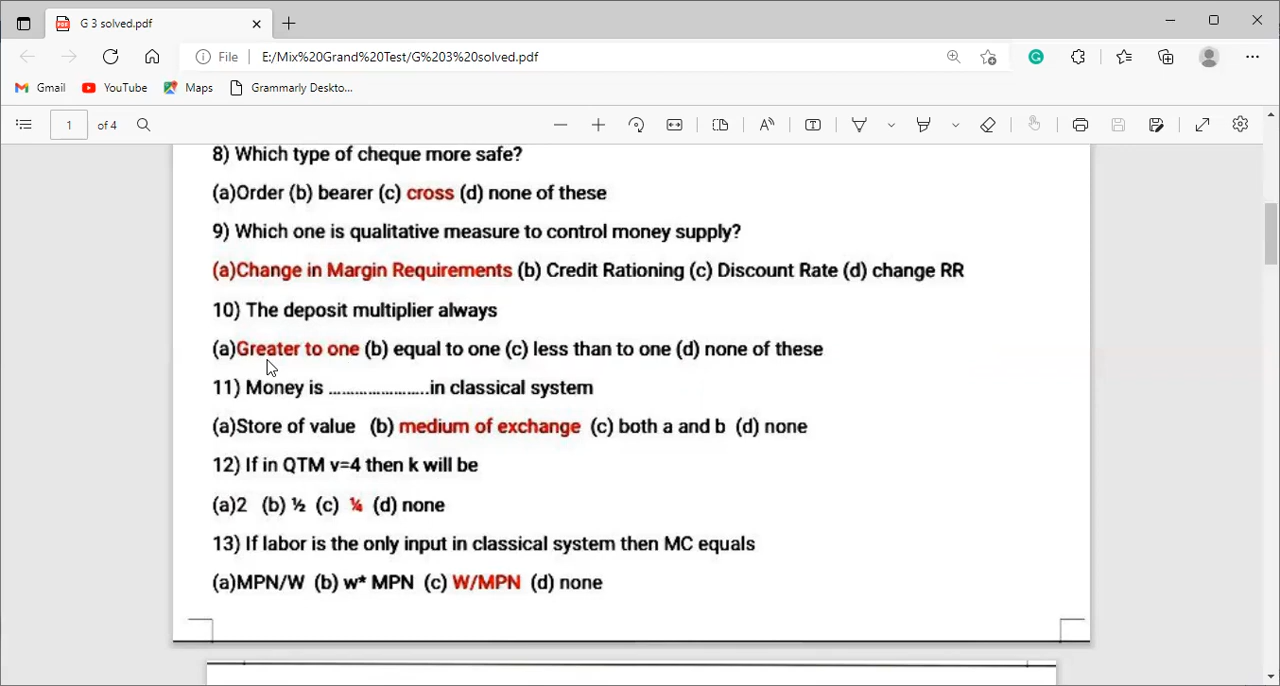 G 3 solved.pdf
File | E:/Mix%20Grand%20Test/G%203%20solved.pdf
Gmail YouTube Maps Grammarly Deskto...
1 of 4
8) Which type of cheque more safe?
(a)Order (b) bearer (c) cross (d) none of these
9) Which one is qualitative measure to control money supply?
(a)Change in Margin Requirements (b) Credit Rationing (c) Discount Rate (d) change RR
10) The deposit multiplier always
(a)Greater to one (b) equal to one (c) less than to one (d) none of these
11) Money is ........................in classical system
(a)Store of value (b) medium of exchange (c) both a and b (d) none
12) If in QTM v=4 then k will be
(a)2 (b) ½ (c) ¼ (d) none
13) If labor is the only input in classical system then MC equals
(a)MPN/W (b) w* MPN (c) W/MPN (d) none